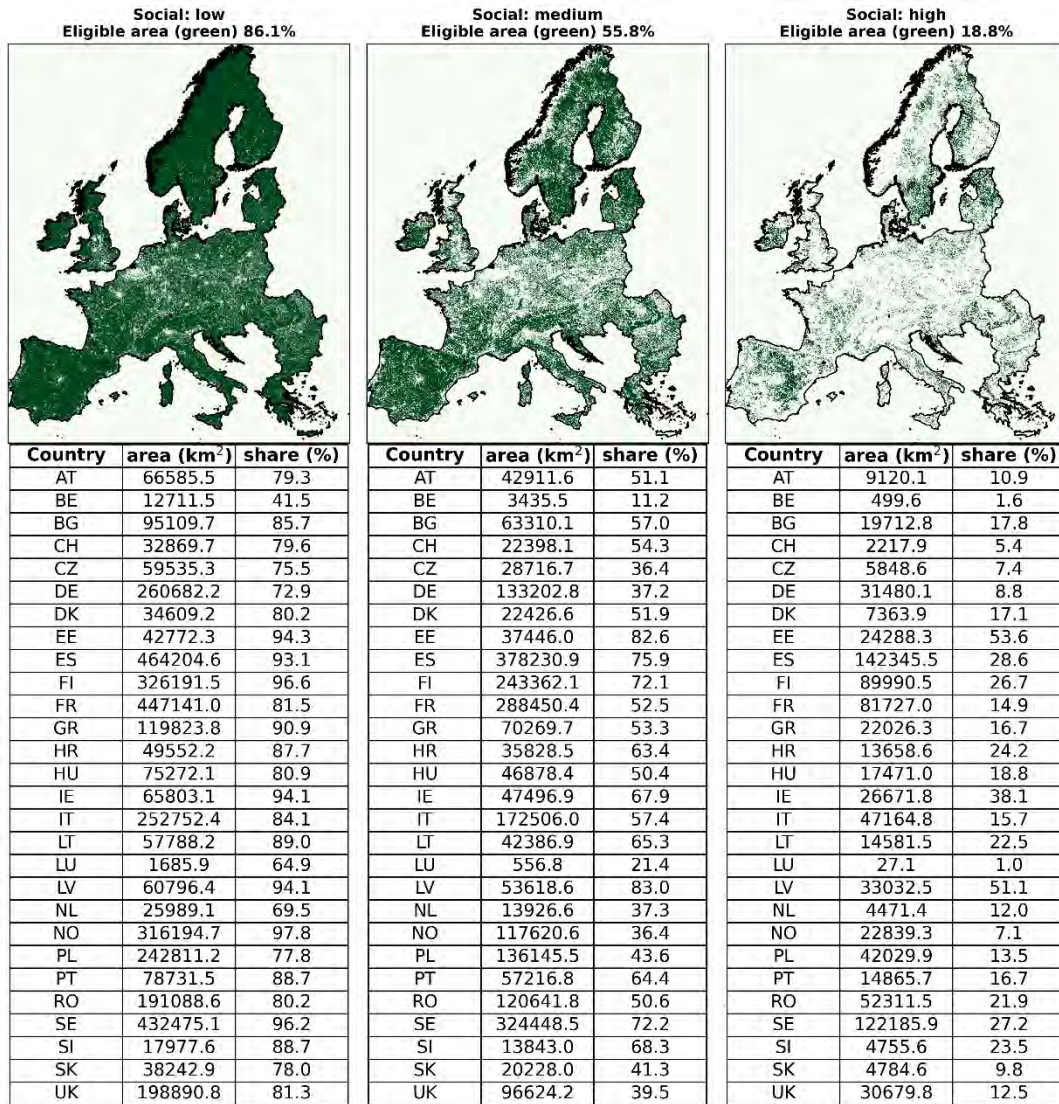 Social: low
Eligible area (green) 86.1%
Social: medium
Eligible area (green) 55.8%
Social: high
Eligible area (green) 18.8%
Country area (km²) share (%)
AT 66585.5 79.3
BE 12711.5 41.5
BG 95109.7 85.7
CH 32869.7 79.6
CZ 59535.3 75.5
DE 260682.2 72.9
DK 34609.2 80.2
EE 42772.3 94.3
ES 464204.6 93.1
FI 326191.5 96.6
FR 447141.0 81.5
GR 119823.8 90.9
HR 49552.2 87.7
HU 75272.1 80.9
IE 65803.1 94.1
IT 252752.4 84.1
LT 57788.2 89.0
LU 1685.9 64.9
LV 60796.4 94.1
NL 25989.1 69.5
NO 316194.7 97.8
PL 242811.2 77.8
PT 78731.5 88.7
RO 191088.6 80.2
SE 432475.1 96.2
SI 17977.6 88.7
SK 38242.9 78.0
UK 198890.8 81.3
Country area (km²) share (%)
AT 42911.6 51.1
BE 3435.5 11.2
BG 63310.1 57.0
CH 22398.1 54.3
CZ 28716.7 36.4
DE 133202.8 37.2
DK 22426.6 51.9
EE 37446.0 82.6
ES 378230.9 75.9
FI 243362.1 72.1
FR 288450.4 52.5
GR 70269.7 53.3
HR 35828.5 63.4
HU 46878.4 50.4
IE 47496.9 67.9
IT 172506.0 57.4
LT 42386.9 65.3
LU 556.8 21.4
LV 53618.6 83.0
NL 13926.6 37.3
NO 117620.6 36.4
PL 136145.5 43.6
PT 57216.8 64.4
RO 120641.8 50.6
SE 324448.5 72.2
SI 13843.0 68.3
SK 20228.0 41.3
UK 96624.2 39.5
Country area (km²) share (%)
AT 9120.1 10.9
BE 499.6 1.6
BG 19712.8 17.8
CH 2217.9 5.4
CZ 5848.6 7.4
DE 31480.1 8.8
DK 7363.9 17.1
EE 24288.3 53.6
ES 142345.5 28.6
FI 89990.5 26.7
FR 81727.0 14.9
GR 22026.3 16.7
HR 13658.6 24.2
HU 17471.0 18.8
IE 26671.8 38.1
IT 47164.8 15.7
LT 14581.5 22.5
LU 27.1 1.0
LV 33032.5 51.1
NL 4471.4 12.0
NO 22839.3 7.1
PL 42029.9 13.5
PT 14865.7 16.7
RO 52311.5 21.9
SE 122185.9 27.2
SI 4755.6 23.5
SK 4784.6 9.8
UK 30679.8 12.5